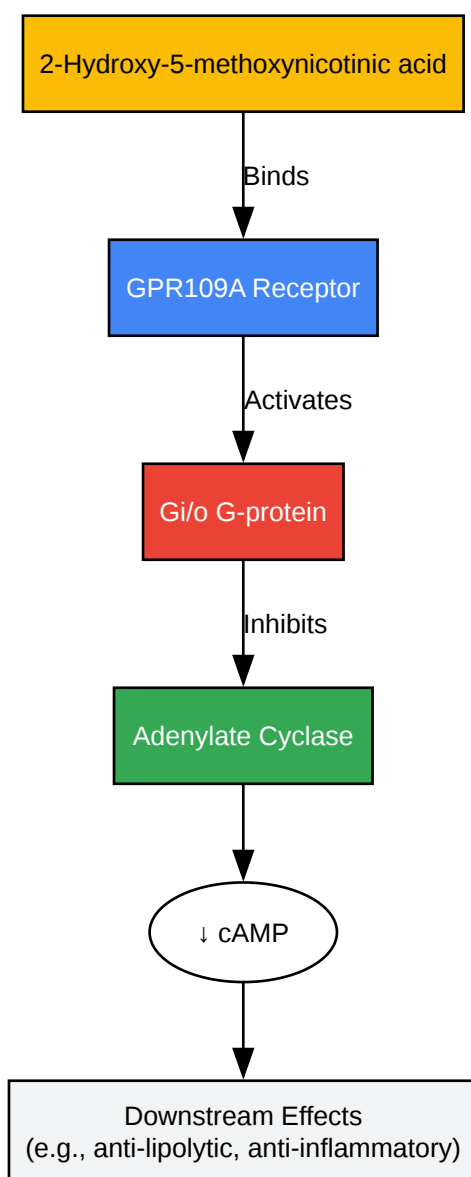 2-Hydroxy-5-methoxynicotinic acid
Binds
GPR109A Receptor
Activates
Gi/o G-protein
Inhibits
Adenylate Cyclase
↓ cAMP
Downstream Effects
(e.g., anti-lipolytic, anti-inflammatory)